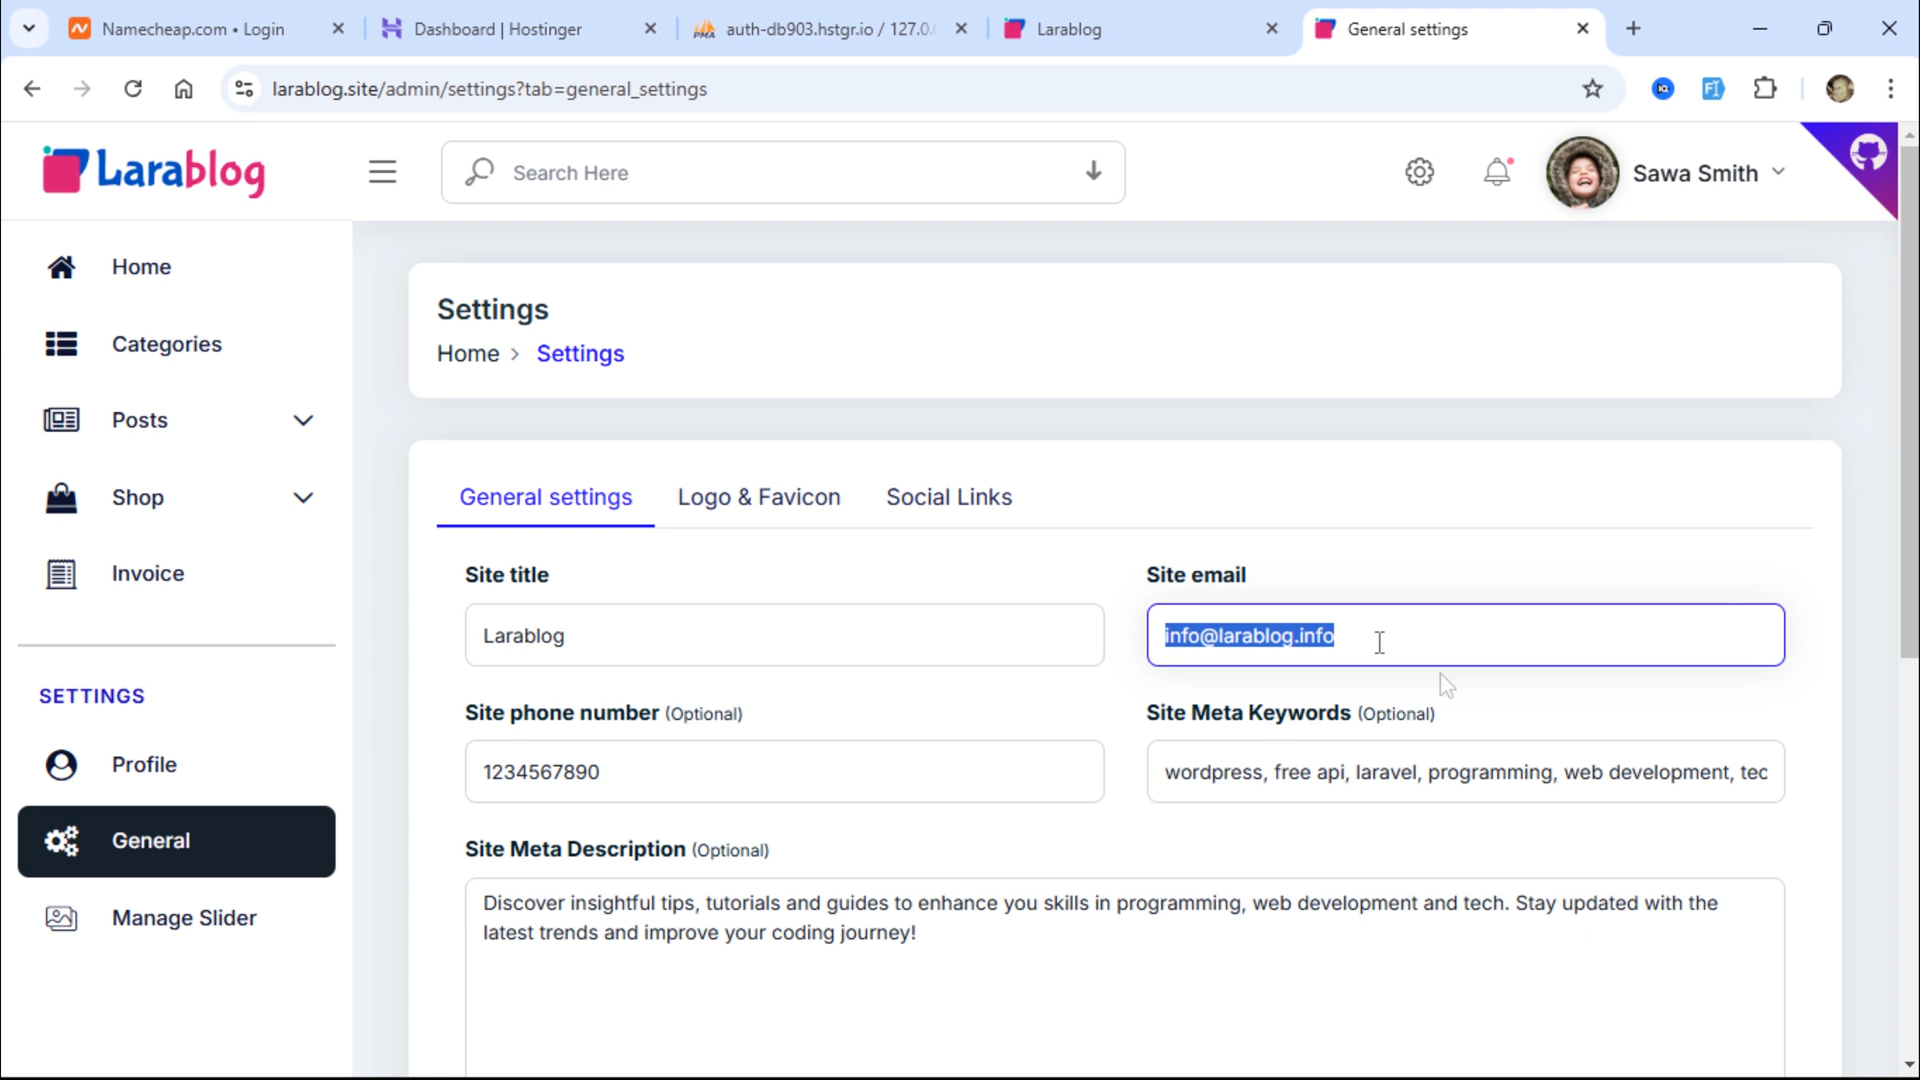 Namecheap.com • Login
Dashboard | Hostinger
auth-db903.hstgr.io / 127.0.
Larablog
General settings
larablog.site/admin/settings?tab=general_settings
Larablog
Search Here
Sawa Smith
Home
Categories
Posts
Shop
Invoice
SETTINGS
Profile
General
Manage Slider
Settings
Home > Settings
General settings
Logo & Favicon
Social Links
Site title
Larablog
Site email
info@larablog.info
Site phone number (Optional)
1234567890
Site Meta Keywords (Optional)
wordpress, free api, laravel, programming, web development, tec
Site Meta Description (Optional)
Discover insightful tips, tutorials and guides to enhance you skills in programming, web development and tech. Stay updated with the
latest trends and improve your coding journey!